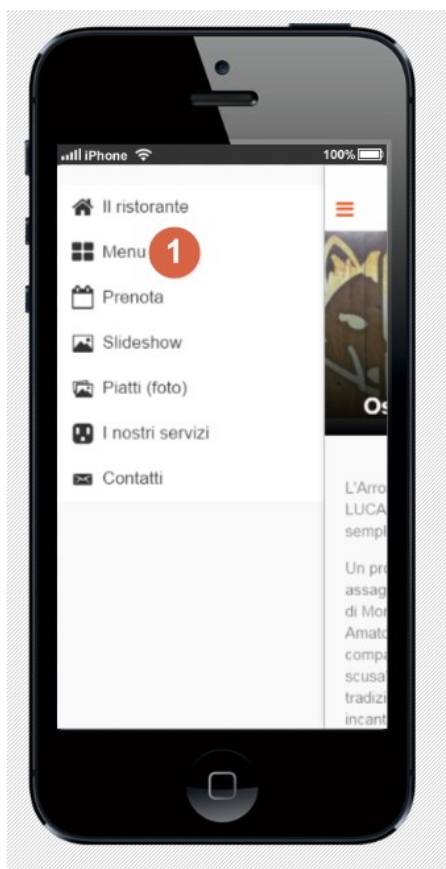 iPhone 100%
Il ristorante
Menu 1
Prenota
Slideshow
Piatti (foto)
I nostri servizi
Contatti
Os
L'Arro
LUCA
sempl
Un pro
assag
di Mor
Amato
compa
scusa
tradizi
incant